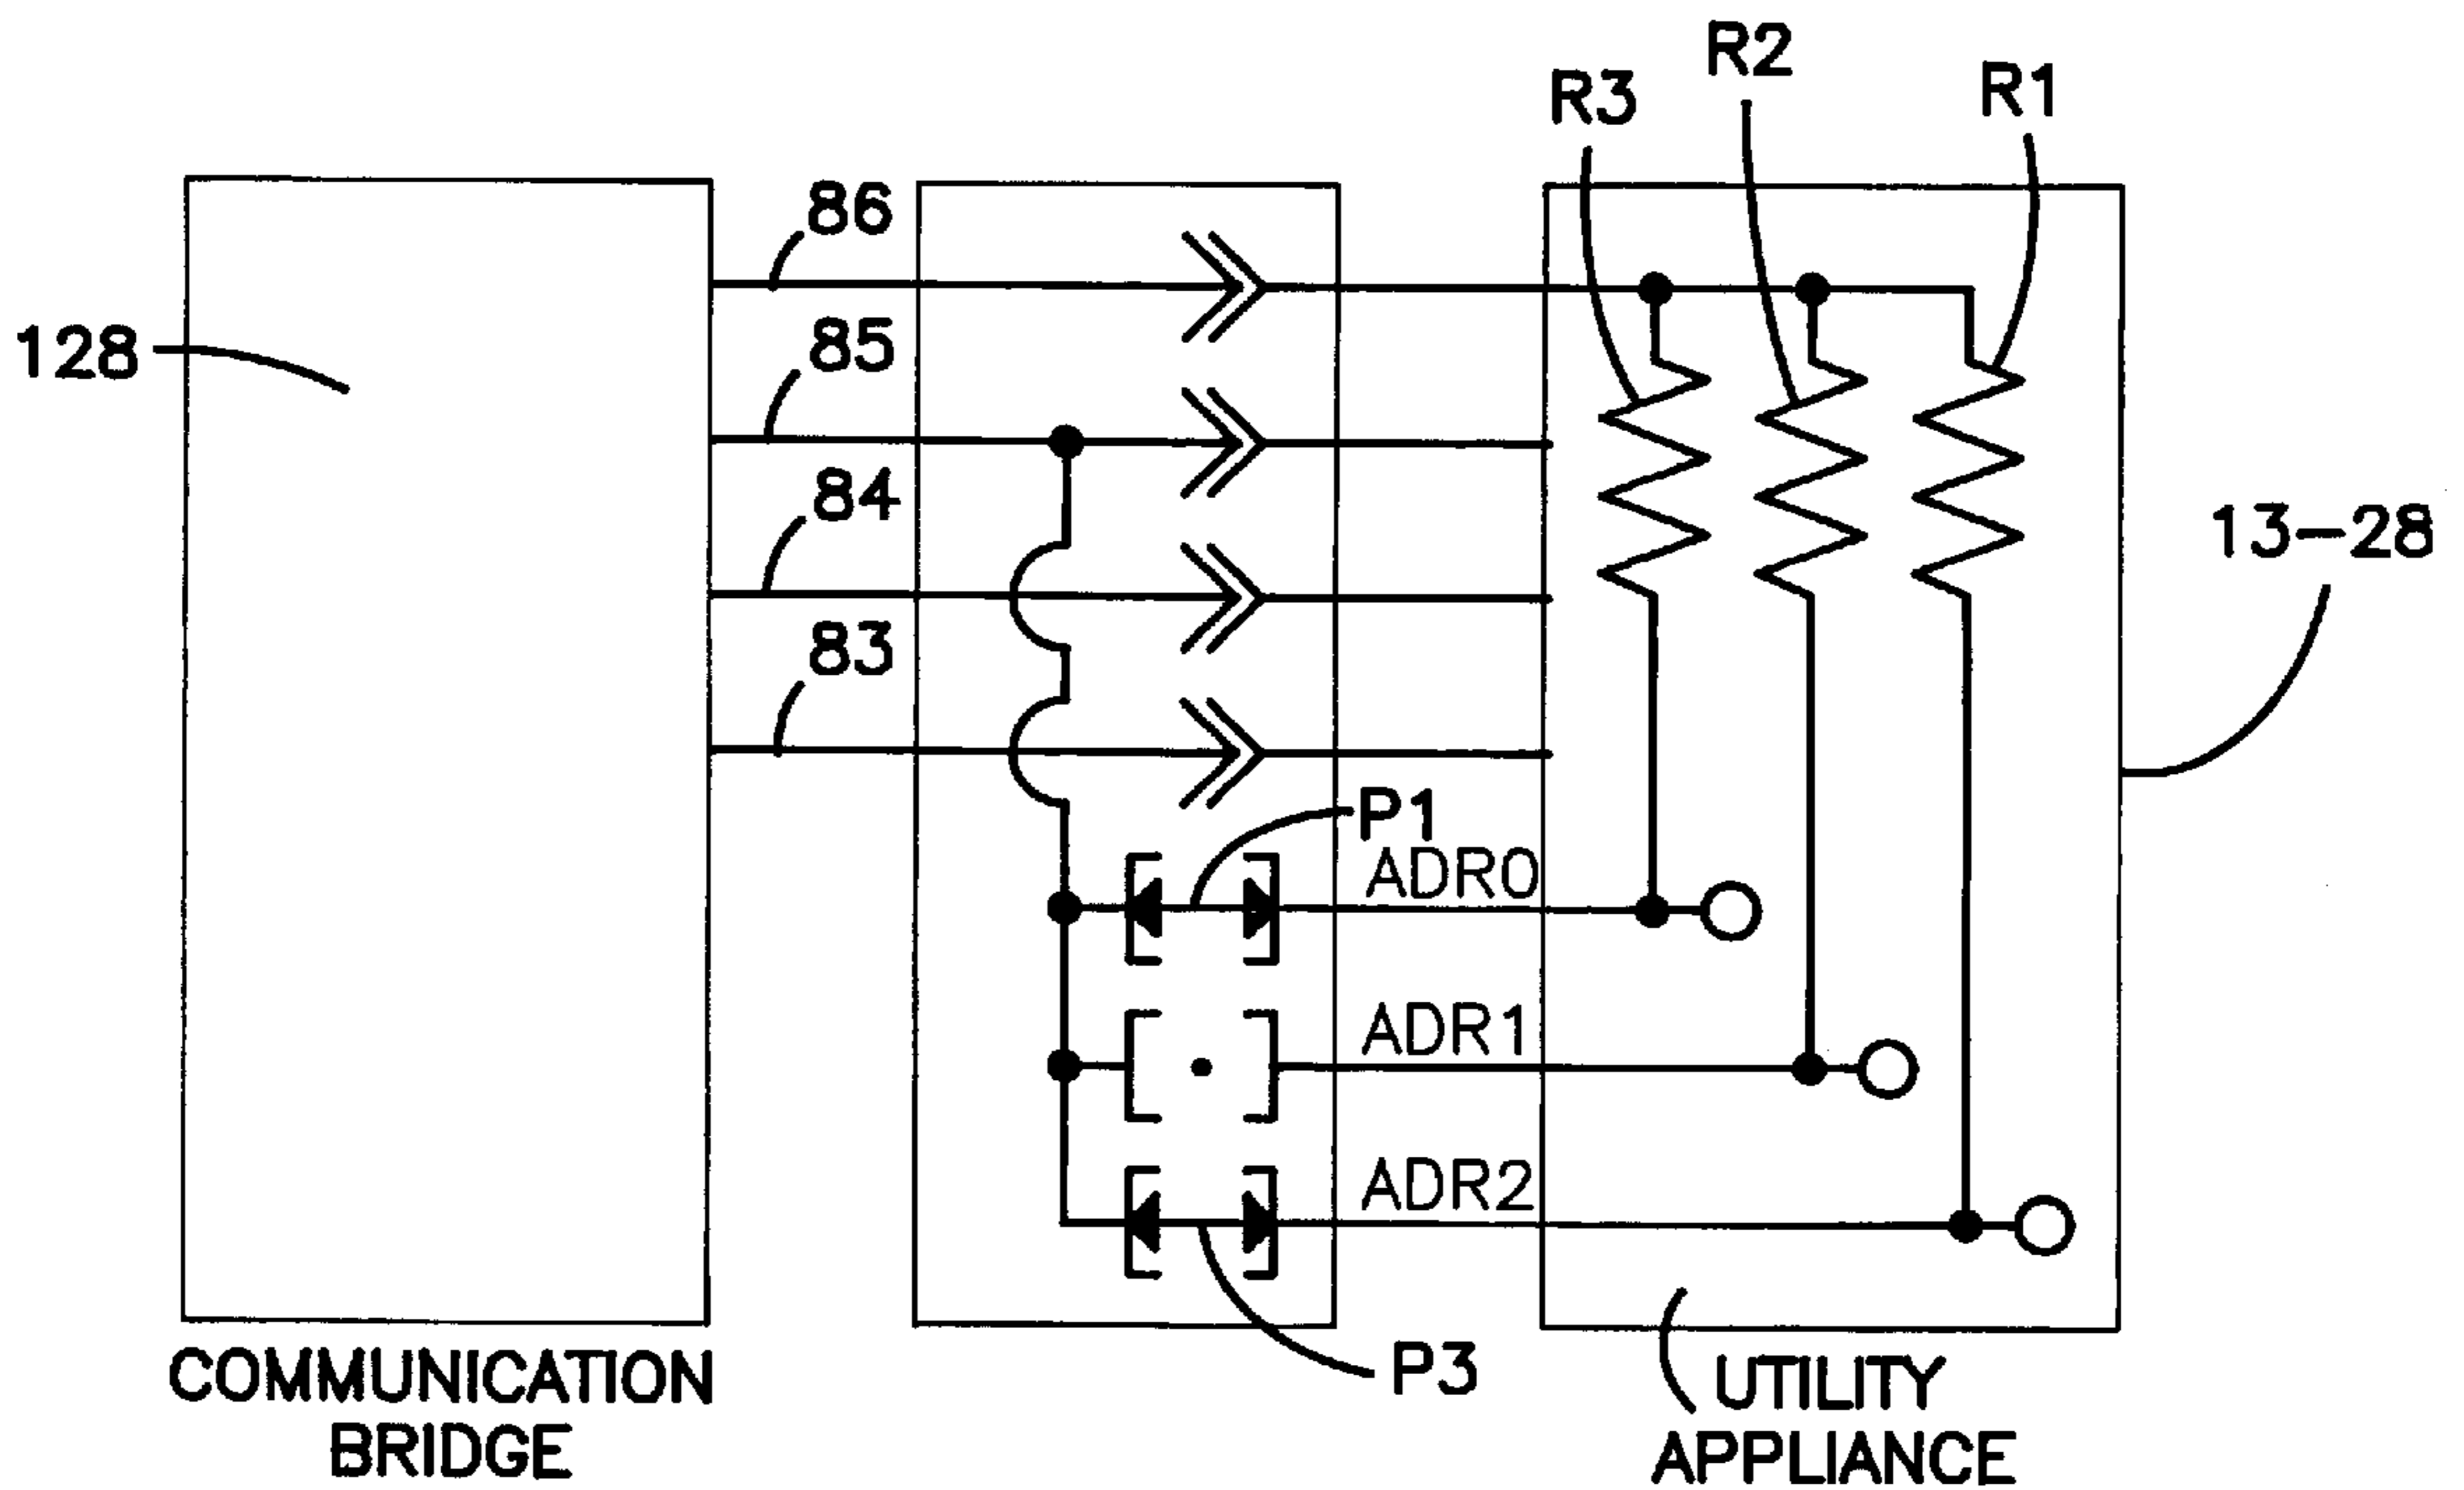 R3
R2
R1
86
128
85
84
13-28
83
P1
ADR0
ADR1
ADR2
P3
COMMUNICATION
BRIDGE
UTILITY
APPLIANCE